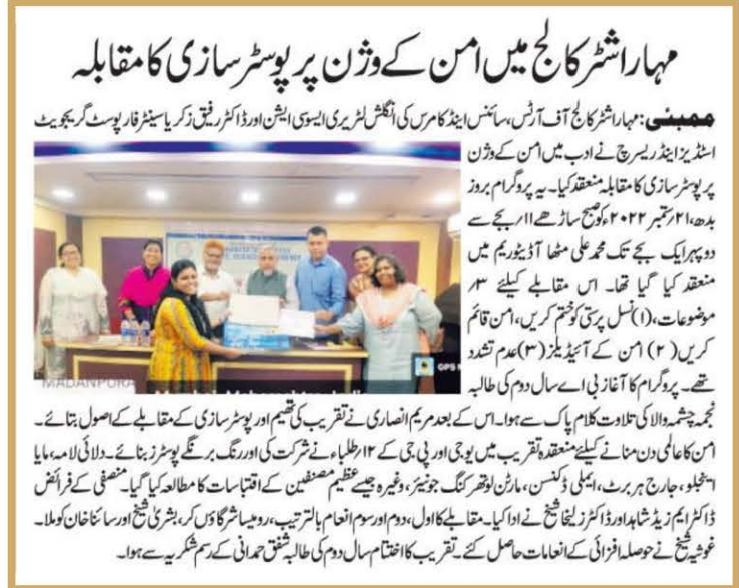 مہاراشٹر کالج میں امن کے وژن پر پوسٹر سازی کا مقابلہ
ممبئی: مہاراشٹر کالج آف آرٹس، سائنس اینڈ کامرس کی انگلش لٹریری ایسوسی ایشن اور ڈاکٹر رفیق زکریا سینٹر فار پوسٹ گریجویٹ
اسٹڈیز اینڈ ریسرچ نے ادب میں امن کے وژن
پر پوسٹر سازی کا مقابلہ منعقد کیا۔ یہ پروگرام بروز
بدھ، ۲۱؍ستمبر ۲۰۲۲ء کو صبح ساڑھے ۱۱؍بجے سے
دوپہر ایک بجے تک محمد علی مٹھا آڈیٹوریم میں
منعقد کیا گیا تھا۔ اس مقابلے کیلئے ۳؍
موضوعات، (۱) نسل پرستی کو ختم کریں، امن قائم
کریں (۲) امن کے آئیڈیلز (۳) عدم تشدد
تھے۔ پروگرام کا آغاز بی اے سال دوم کی طالبہ
نجمہ چشمہ والا کی تلاوت کلام پاک سے ہوا۔ اس کے بعد مریم انصاری نے تقریب کی تھیم اور پوسٹر سازی کے مقابلے کے اصول بتائے۔
امن کا عالمی دن منانے کیلئے منعقدہ تقریب میں یو جی اور پی جی کے ۱۲؍طلباء نے شرکت کی اور رنگ برنگے پوسٹرز بنائے۔ دلائی لامہ، مایا
اینجلو، جارج ہربرٹ، ایملی ڈکنسن، مارٹن لوتھر کنگ جونیئر، وغیرہ جیسے عظیم مصنفین کے اقتباسات کا مطالعہ کیا گیا۔ منصفی کے فرائض
ڈاکٹر ایم زیڈ شاہد اور ڈاکٹر زلیخا شیخ نے ادا کیا۔ مقابلے کا اول، دوم اور سوم انعام بالترتیب، رومیسا شرگاؤں کر، بشریٰ شیخ اور سائنا خان کو ملا۔
غوثیہ شیخ نے حوصلہ افزائی کے انعامات حاصل کئے۔ تقریب کا اختتام سال دوم کی طالبہ شفق حمدانی کے رسم شکریہ سے ہوا۔
MADANPURA
GPS